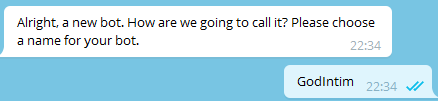 Alright, a new bot. How are we going to call it? Please choose
a name for your bot.
22:34
GodIntim 22:34